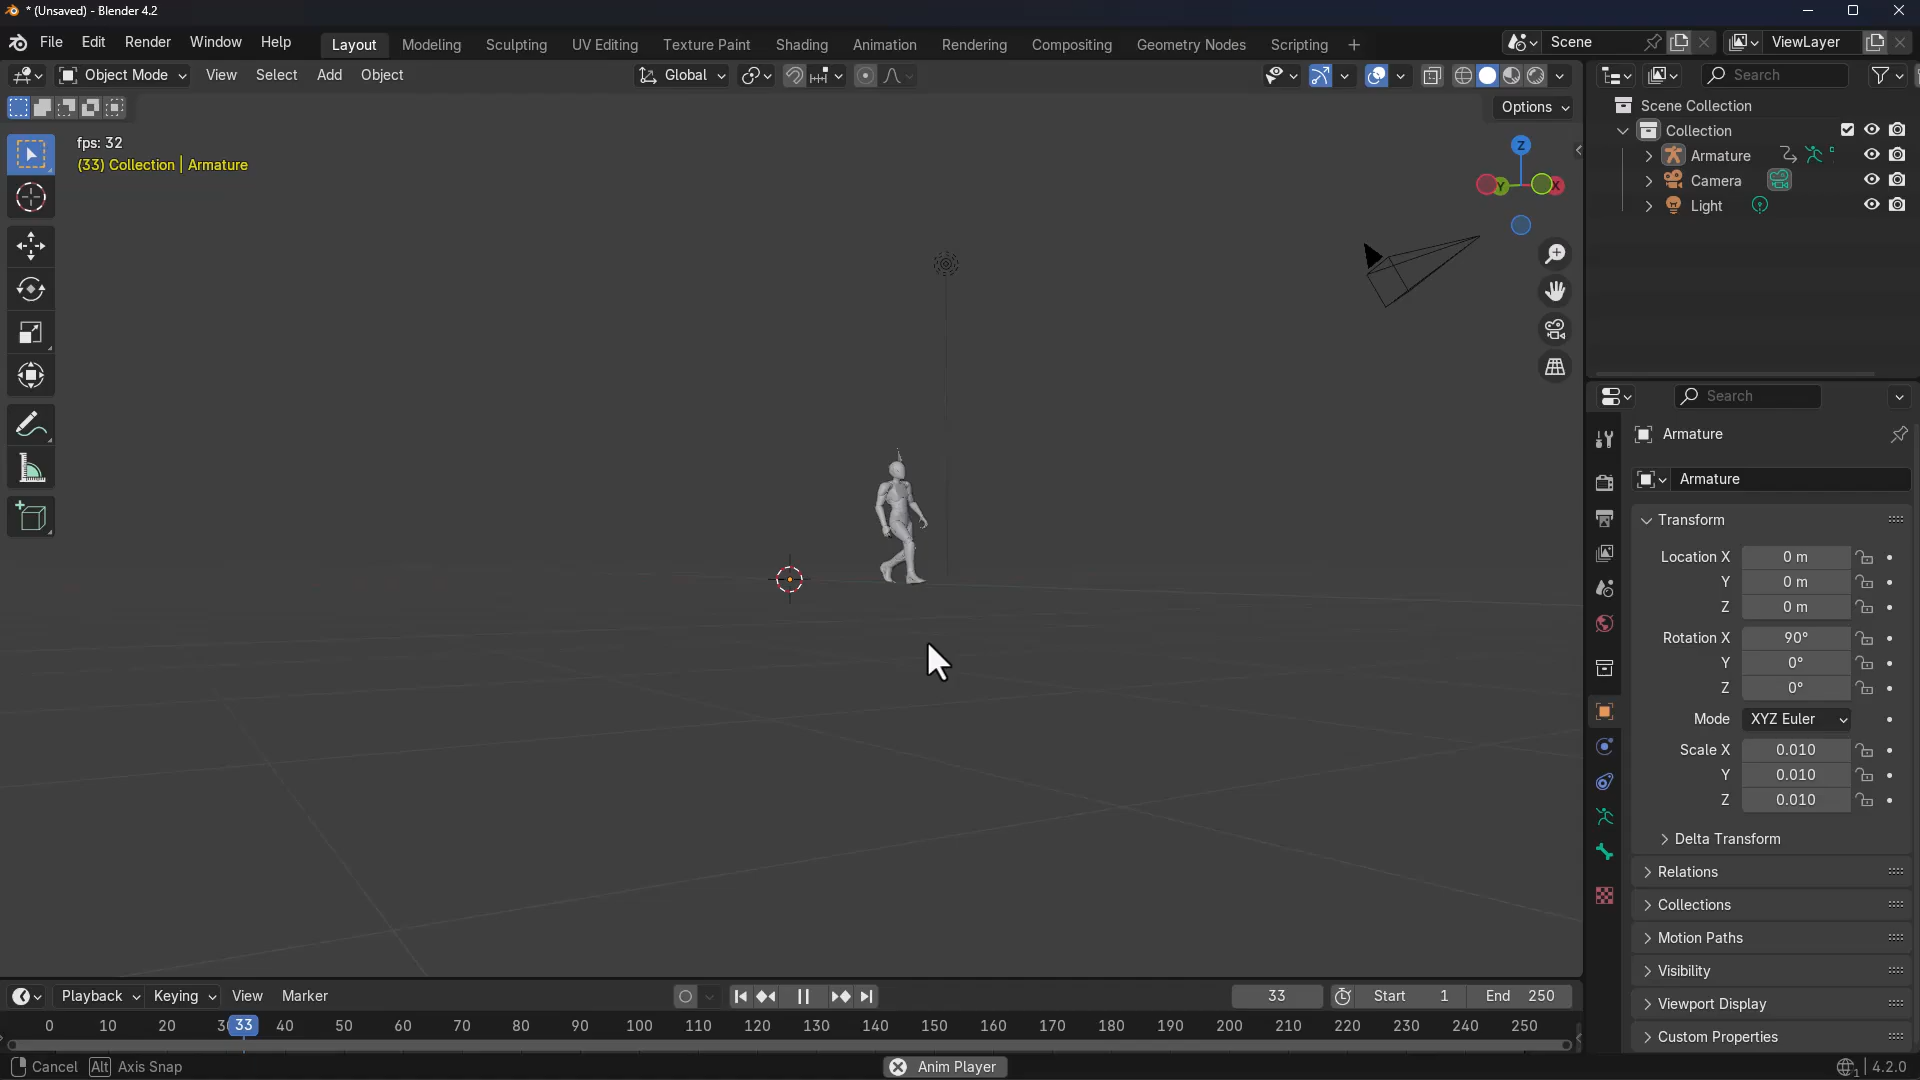 * (Unsaved) - Blender 4.2
File Edit Render Window Help
Layout Modeling Sculpting UV Editing Texture Paint Shading Animation Rendering Compositing Geometry Nodes Scripting
Scene
ViewLayer
Object Mode View Select Add Object
Global
Search
Options
fps: 32
(33) Collection | Armature
Z
Y
X
Scene Collection
Collection
Armature
Camera
Light
Search
Armature
Armature
Transform
Location X 0 m
Y 0 m
Z 0 m
Rotation X 90°
Y 0°
Z 0°
Mode XYZ Euler
Scale X 0.010
Y 0.010
Z 0.010
Delta Transform
Relations
Collections
Motion Paths
Visibility
Viewport Display
Custom Properties
Playback Keying View Marker
33 Start 1 End 250
0 10 20 3 33 40 50 60 70 80 90 100 110 120 130 140 150 160 170 180 190 200 210 220 230 240 250
Cancel Alt Axis Snap
Anim Player
1 4.2.0